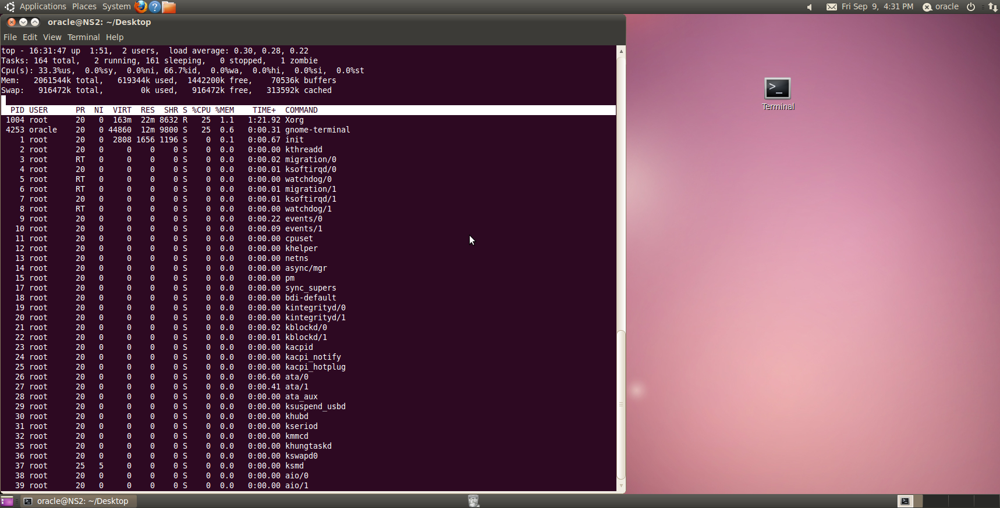 Applications Places System Fri Sep 9, 4:31 PM oracle
oracle@NS2: ~/Desktop
File Edit View Terminal Help
top - 16:31:47 up  1:51,  2 users,  load average: 0.30, 0.28, 0.22
Tasks: 164 total,   2 running, 161 sleeping,   0 stopped,   1 zombie
Cpu(s): 33.3%us,  0.0%sy,  0.0%ni, 66.7%id,  0.0%wa,  0.0%hi,  0.0%si,  0.0%st
Mem:   2061544k total,   619344k used,  1442200k free,    70536k buffers
Swap:   916472k total,        0k used,   916472k free,   313592k cached
PID USER      PR  NI  VIRT  RES  SHR S %CPU %MEM    TIME+  COMMAND
1004 root      20   0  163m  22m 8632 R   25  1.1   1:21.92 Xorg
4253 oracle    20   0 44860  12m 9800 S   25  0.6   0:00.31 gnome-terminal
1 root      20   0  2808 1656 1196 S    0  0.1   0:00.67 init
2 root      20   0     0    0    0 S    0  0.0   0:00.00 kthreadd
3 root      RT   0     0    0    0 S    0  0.0   0:00.02 migration/0
4 root      20   0     0    0    0 S    0  0.0   0:00.01 ksoftirqd/0
5 root      RT   0     0    0    0 S    0  0.0   0:00.00 watchdog/0
6 root      RT   0     0    0    0 S    0  0.0   0:00.01 migration/1
7 root      20   0     0    0    0 S    0  0.0   0:00.01 ksoftirqd/1
8 root      RT   0     0    0    0 S    0  0.0   0:00.00 watchdog/1
9 root      20   0     0    0    0 S    0  0.0   0:00.22 events/0
10 root      20   0     0    0    0 S    0  0.0   0:00.09 events/1
11 root      20   0     0    0    0 S    0  0.0   0:00.00 cpuset
12 root      20   0     0    0    0 S    0  0.0   0:00.00 khelper
13 root      20   0     0    0    0 S    0  0.0   0:00.00 netns
14 root      20   0     0    0    0 S    0  0.0   0:00.00 async/mgr
15 root      20   0     0    0    0 S    0  0.0   0:00.00 pm
17 root      20   0     0    0    0 S    0  0.0   0:00.00 sync_supers
18 root      20   0     0    0    0 S    0  0.0   0:00.00 bdi-default
19 root      20   0     0    0    0 S    0  0.0   0:00.00 kintegrityd/0
20 root      20   0     0    0    0 S    0  0.0   0:00.00 kintegrityd/1
21 root      20   0     0    0    0 S    0  0.0   0:00.02 kblockd/0
22 root      20   0     0    0    0 S    0  0.0   0:00.01 kblockd/1
23 root      20   0     0    0    0 S    0  0.0   0:00.00 kacpid
24 root      20   0     0    0    0 S    0  0.0   0:00.00 kacpi_notify
25 root      20   0     0    0    0 S    0  0.0   0:00.00 kacpi_hotplug
26 root      20   0     0    0    0 S    0  0.0   0:06.60 ata/0
27 root      20   0     0    0    0 S    0  0.0   0:00.41 ata/1
28 root      20   0     0    0    0 S    0  0.0   0:00.00 ata_aux
29 root      20   0     0    0    0 S    0  0.0   0:00.00 ksuspend_usbd
30 root      20   0     0    0    0 S    0  0.0   0:00.00 khubd
31 root      20   0     0    0    0 S    0  0.0   0:00.00 kseriod
32 root      20   0     0    0    0 S    0  0.0   0:00.00 kmmcd
35 root      20   0     0    0    0 S    0  0.0   0:00.00 khungtaskd
36 root      20   0     0    0    0 S    0  0.0   0:00.00 kswapd0
37 root      25   5     0    0    0 S    0  0.0   0:00.00 ksmd
38 root      20   0     0    0    0 S    0  0.0   0:00.00 aio/0
39 root      20   0     0    0    0 S    0  0.0   0:00.00 aio/1
Terminal
oracle@NS2: ~/Desktop